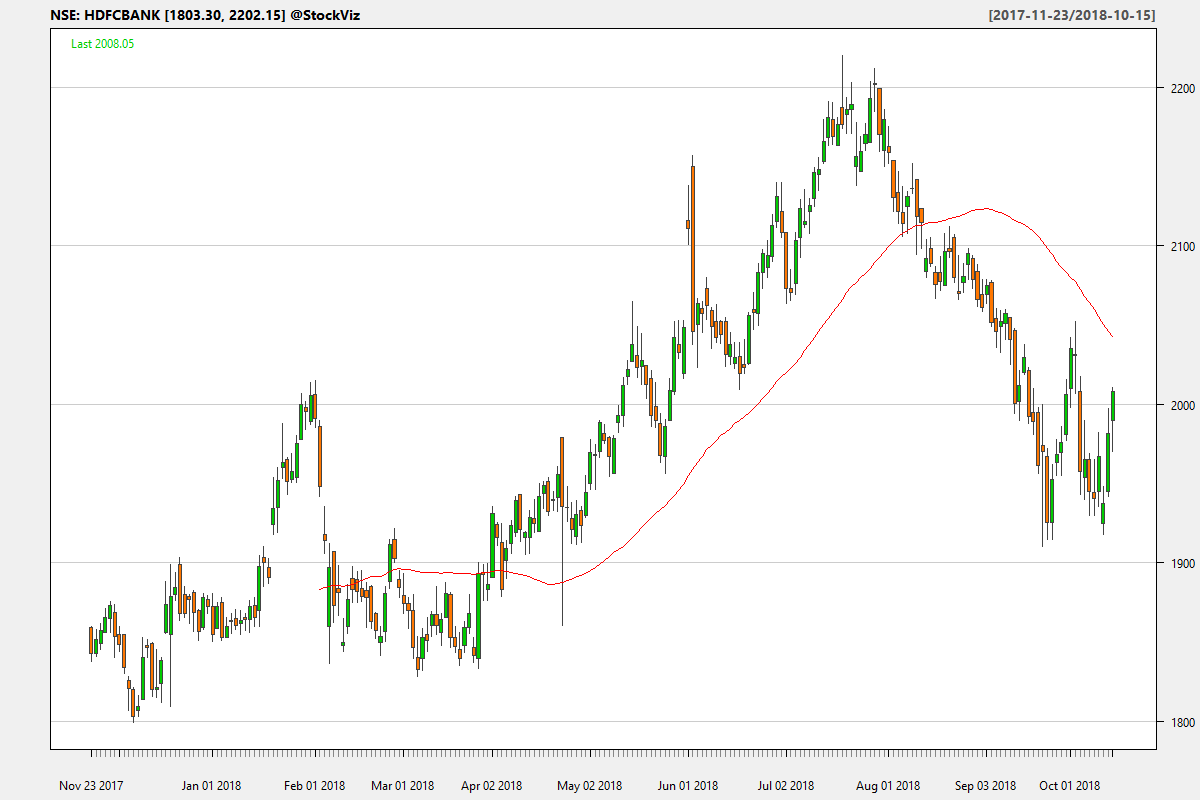 NSE: HDFCBANK [1803.30, 2202.15] @StockViz [2017-11-23/2018-10-15]
Last 2008.05
2200
2100
2000
1900
1800
Nov 23 2017 Jan 01 2018 Feb 01 2018 Mar 01 2018 Apr 02 2018 May 02 2018 Jun 01 2018 Jul 02 2018 Aug 01 2018 Sep 03 2018 Oct 01 2018